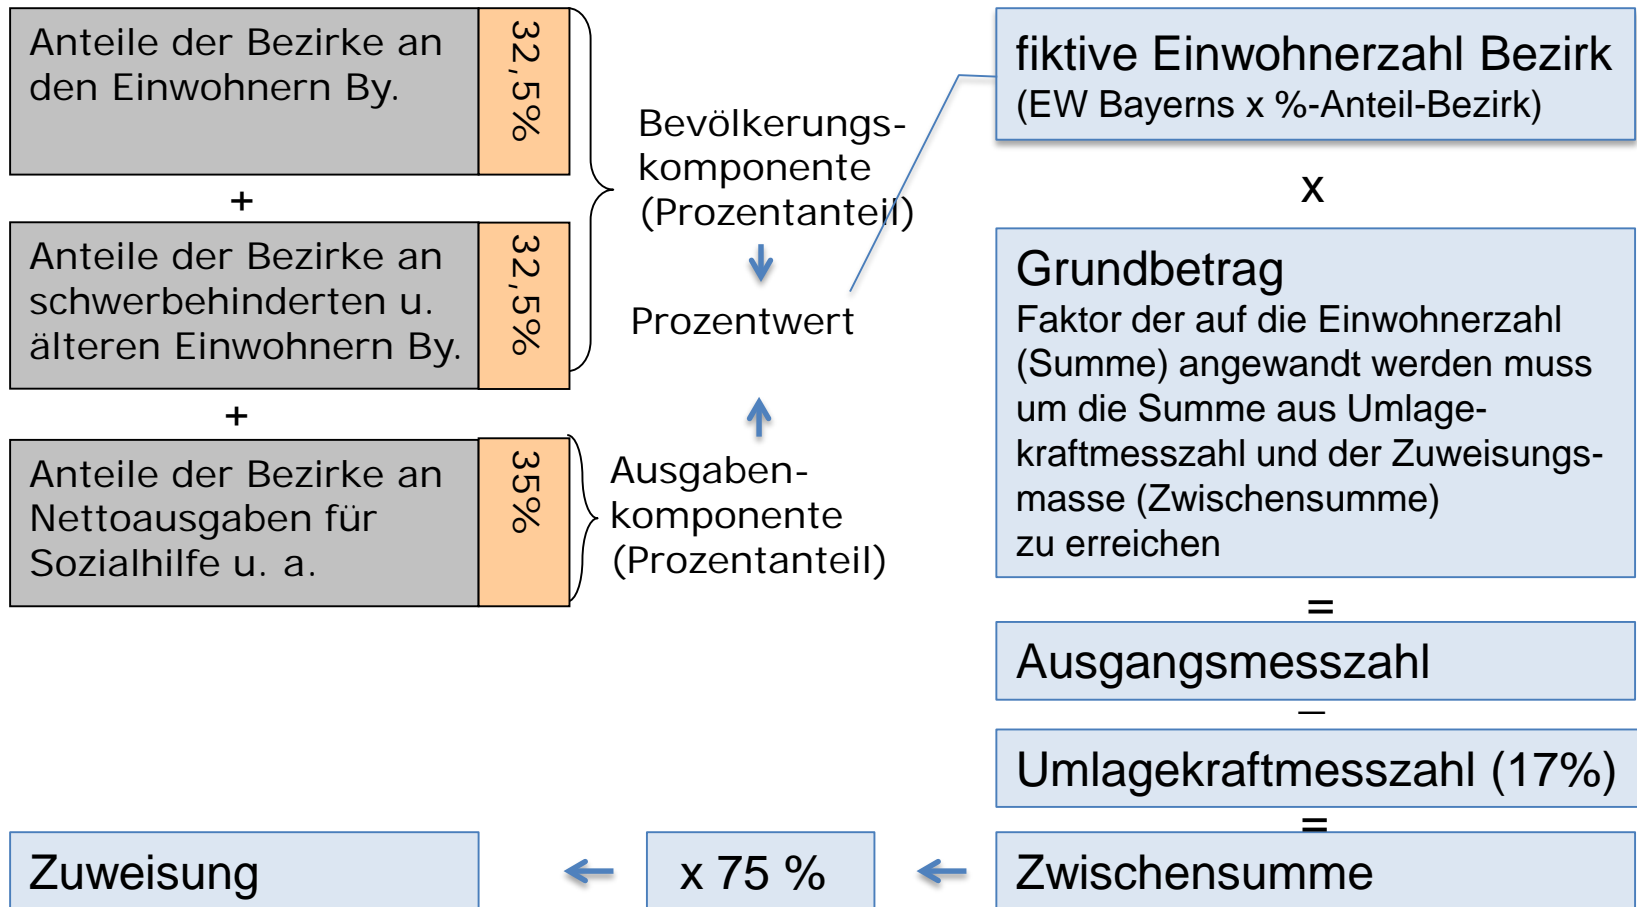 Anteile der Bezirke an
den Einwohnern By.
32,5%
+
Anteile der Bezirke an
schwerbehinderten u.
älteren Einwohnern By.
32,5%
+
Anteile der Bezirke an
Nettoausgaben für
Sozialhilfe u. a.
35%
Bevölkerungs-
komponente
(Prozentanteil)
Prozentwert
Ausgaben-
komponente
(Prozentanteil)
fiktive Einwohnerzahl Bezirk
(EW Bayerns x %-Anteil-Bezirk)
x
Grundbetrag
Faktor der auf die Einwohnerzahl
(Summe) angewandt werden muss
um die Summe aus Umlage-
kraftmesszahl und der Zuweisungs-
masse (Zwischensumme)
zu erreichen
=
Ausgangsmesszahl
–
Umlagekraftmesszahl (17%)
=
Zwischensumme
x 75 %
Zuweisung